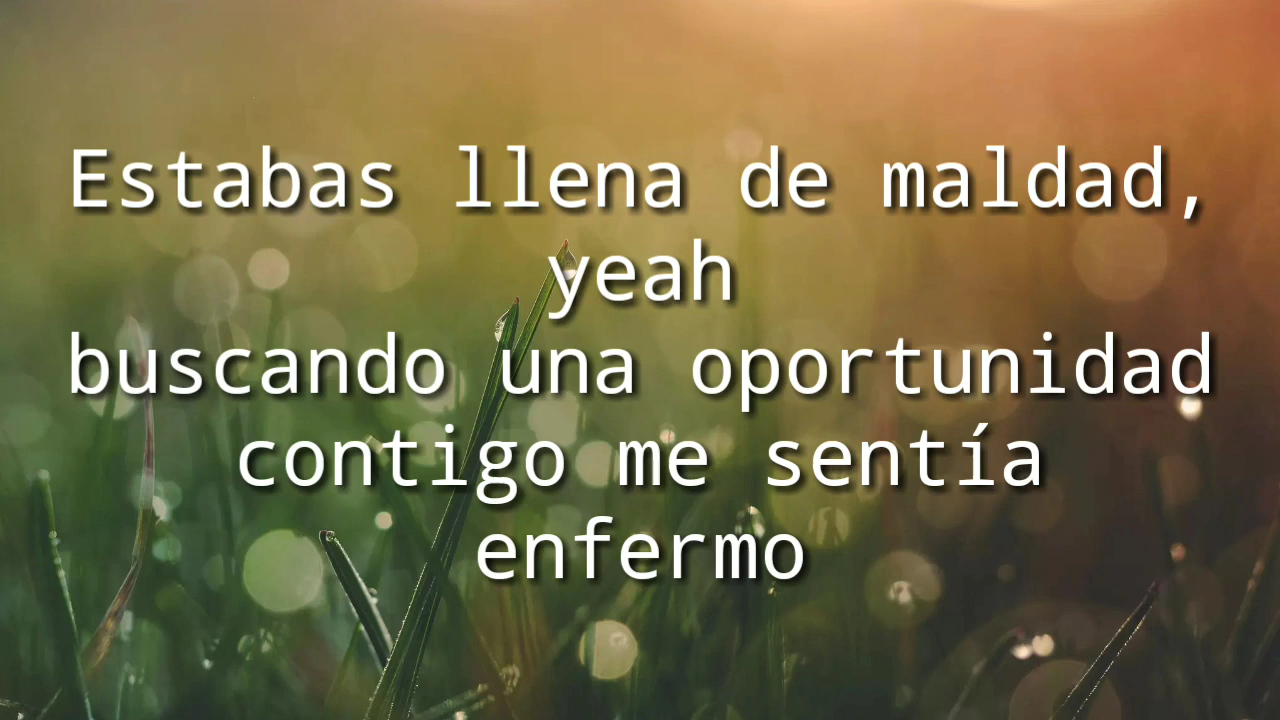 Estabas llena de maldad,
yeah
buscando una oportunidad
contigo me sentía
enfermo